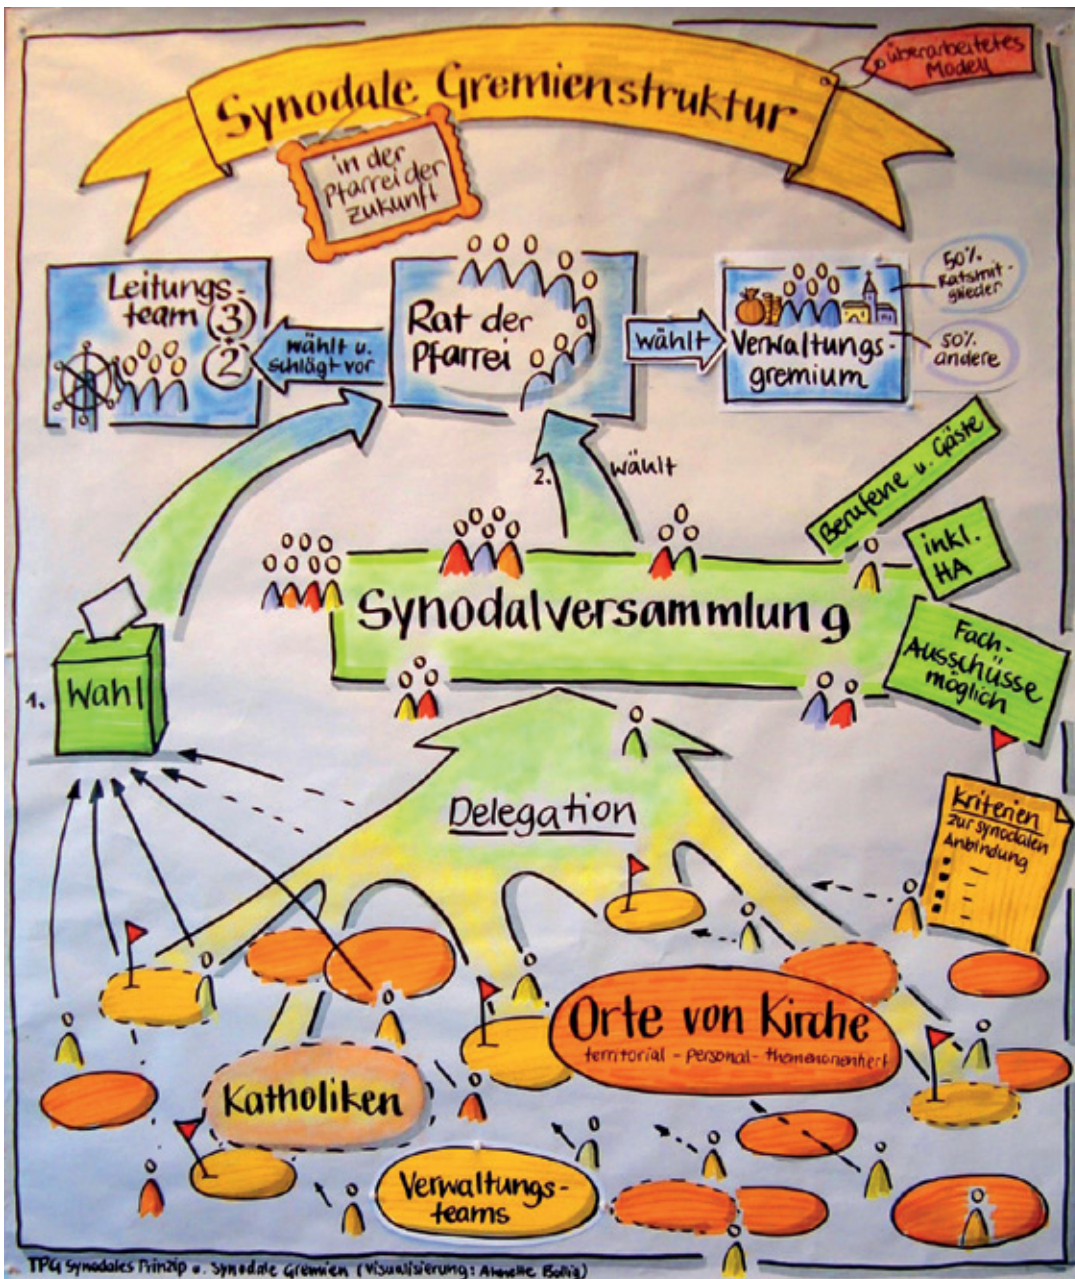 überarbeitetes
Modell
Synodale Gremienstruktur
in der
Pfarrei der
Zukunft
Leitungs-
team 3
2
wählt u.
schlägt vor
Rat der
Pfarrei
wählt
Verwaltungs-
gremium
50%
Ratsmit-
glieder
50%
andere
2.
wählt
Berufene u. Gäste
inkl.
HA
Synodalversammlung
Fach-
Ausschüsse
möglich
1.
Wahl
Delegation
Kriterien
zur synodalen
Anbindung
Orte von Kirche
territorial - personal - themenorientiert
Katholiken
Verwaltungs-
teams
TPG Synodales Prinzip u. Synodale Gremien (Visualisierung: